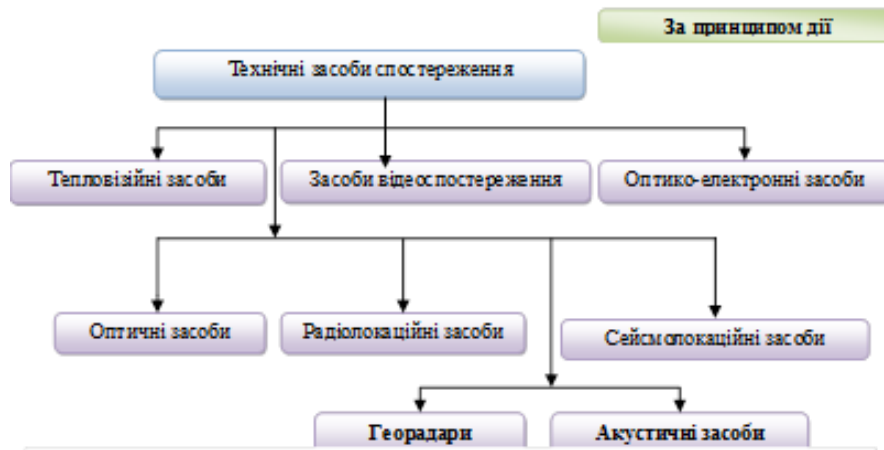 За принципом дії
Технічні засоби спостереження
Тепловізійні засоби
Засоби відеоспостереження
Оптико-електронні засоби
Оптичні засоби
Радіолокаційні засоби
Сейсмолокаційні засоби
Георадари
Акустичні засоби